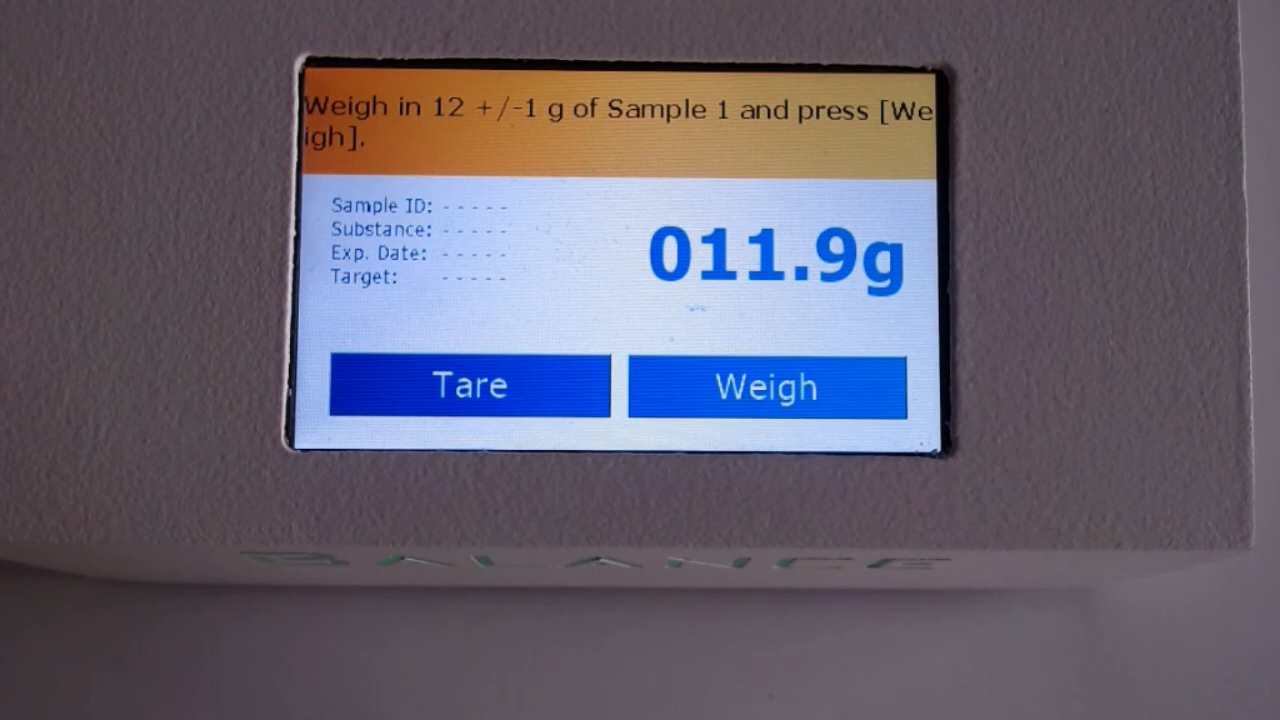 Weigh in 12 +/-1 g of Sample 1 and press [We
igh].
Sample ID: - - - - -
Substance: - - - - -
Exp. Date: - - - - -
Target: - - - - -
011.9g
Tare
Weigh
BALANCE